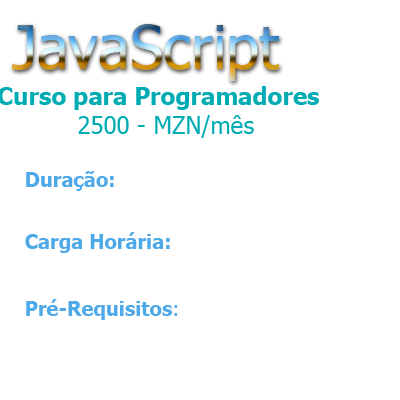 JavaScript
Curso para Programadores
2500 - MZN/mês
Duração:
Carga Horária:
Pré-Requisitos: